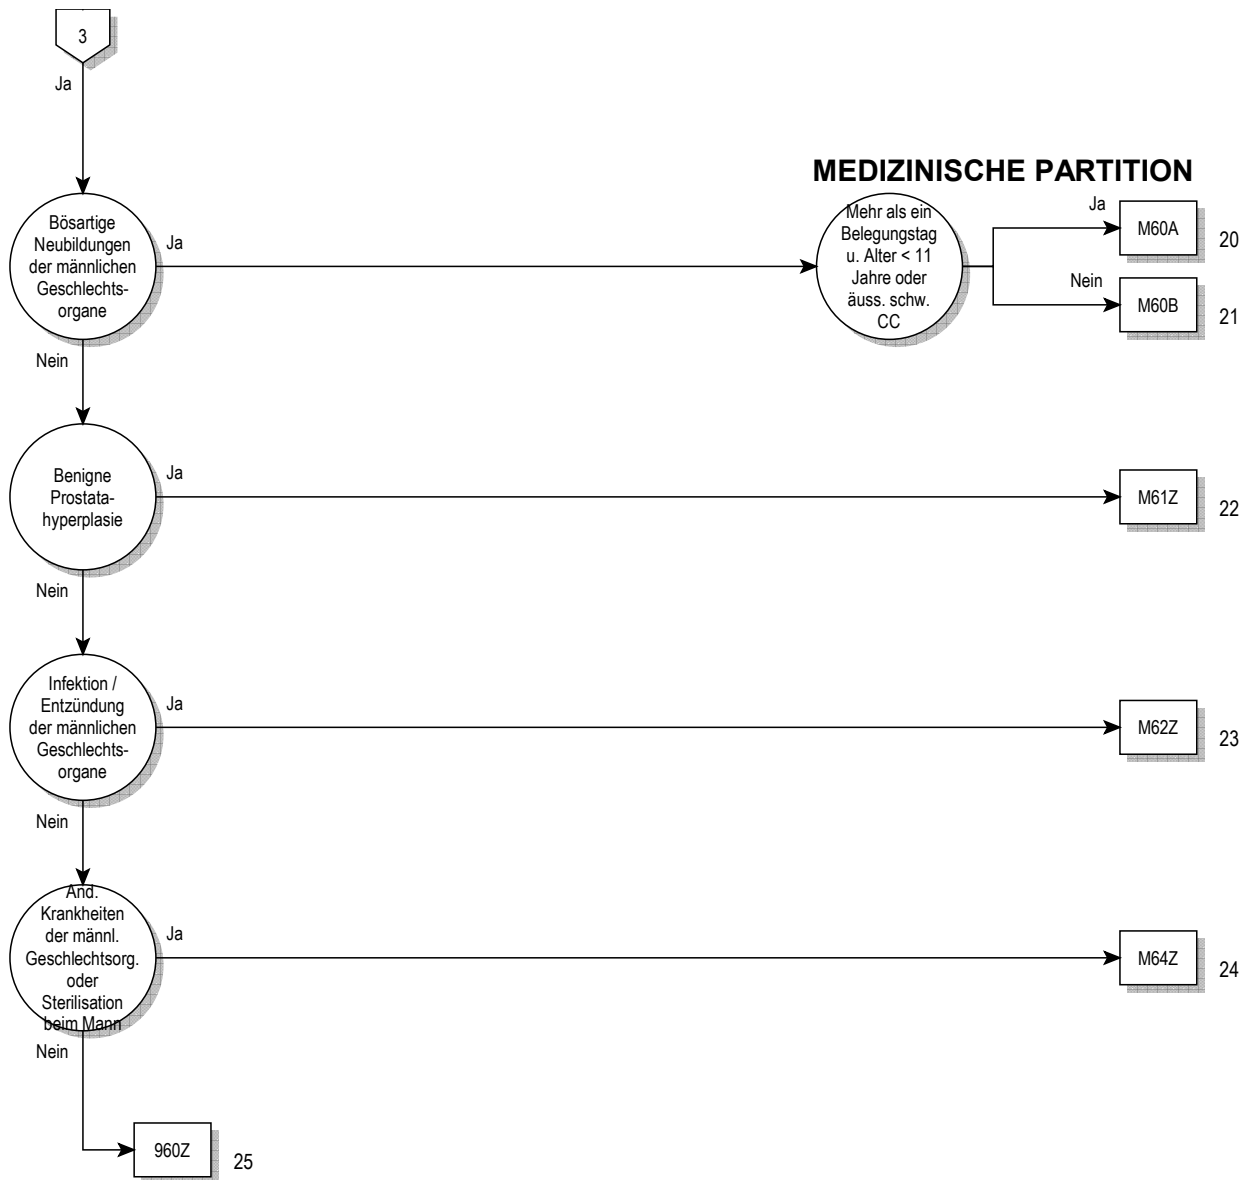 3
Ja
MEDIZINISCHE PARTITION
Bösartige
Neubildungen
der männlichen
Geschlechts-
organe
Ja
Mehr als ein
Belegungstag
u. Alter < 11
Jahre oder
äuss. schw.
CC
Ja
M60A
20
Nein
M60B
21
Nein
Benigne
Prostata-
hyperplasie
Ja
M61Z
22
Nein
Infektion /
Entzündung
der männlichen
Geschlechts-
organe
Ja
M62Z
23
Nein
And.
Krankheiten
der männl.
Geschlechtsorg.
oder
Sterilisation
beim Mann
Ja
M64Z
24
Nein
960Z
25